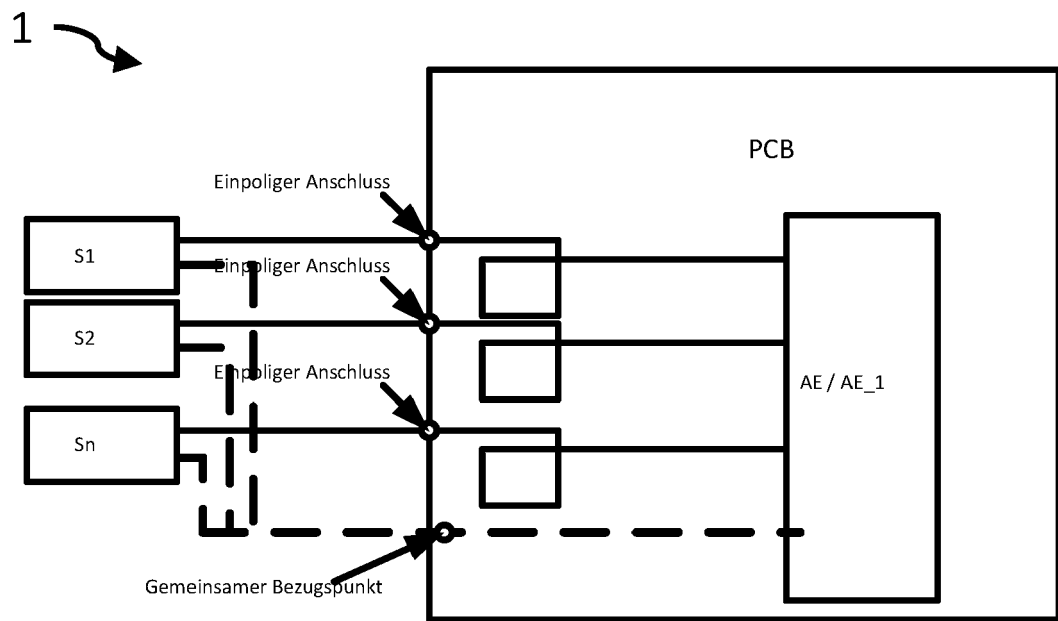 1
PCB
Einpoliger Anschluss
S1
Einpoliger Anschluss
S2
Einpoliger Anschluss
AE / AE_1
Sn
Gemeinsamer Bezugspunkt